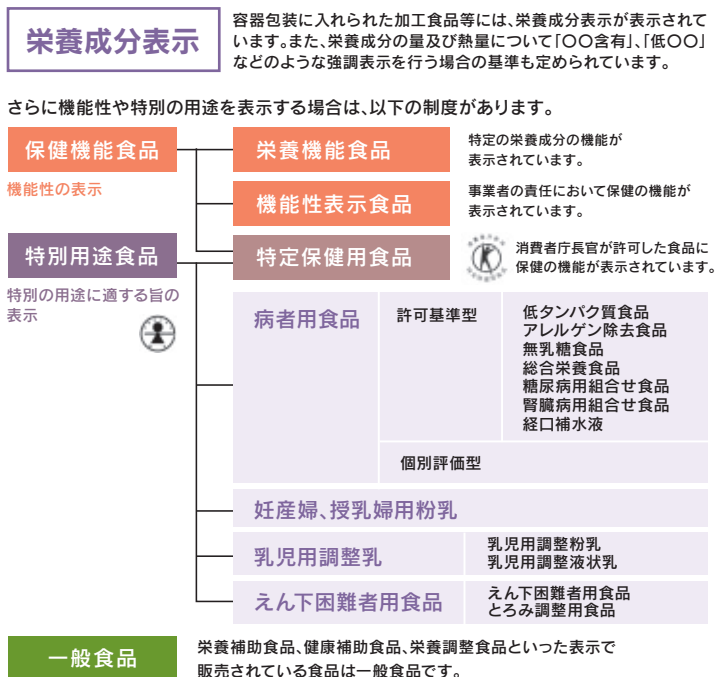 栄養成分表示
容器包装に入れられた加工食品等には、栄養成分表示が表示されて
います。また、栄養成分の量及び熱量について「〇〇含有」、「低〇〇」
などのような強調表示を行う場合の基準も定められています。
さらに機能性や特別の用途を表示する場合は、以下の制度があります。
保健機能食品
機能性の表示
栄養機能食品
特定の栄養成分の機能が
表示されています。
機能性表示食品
事業者の責任において保健の機能が
表示されています。
特別用途食品
特別の用途に適する旨の
表示
特定保健用食品
消費者庁長官が許可した食品に
保健の機能が表示されています。
病者用食品
許可基準型
低タンパク質食品
アレルゲン除去食品
無乳糖食品
総合栄養食品
糖尿病用組合せ食品
腎臓病用組合せ食品
経口補水液
個別評価型
妊産婦、授乳婦用粉乳
乳児用調整乳
乳児用調整粉乳
乳児用調整液状乳
えん下困難者用食品
えん下困難者用食品
とろみ調整用食品
一般食品
栄養補助食品、健康補助食品、栄養調整食品といった表示で
販売されている食品は一般食品です。